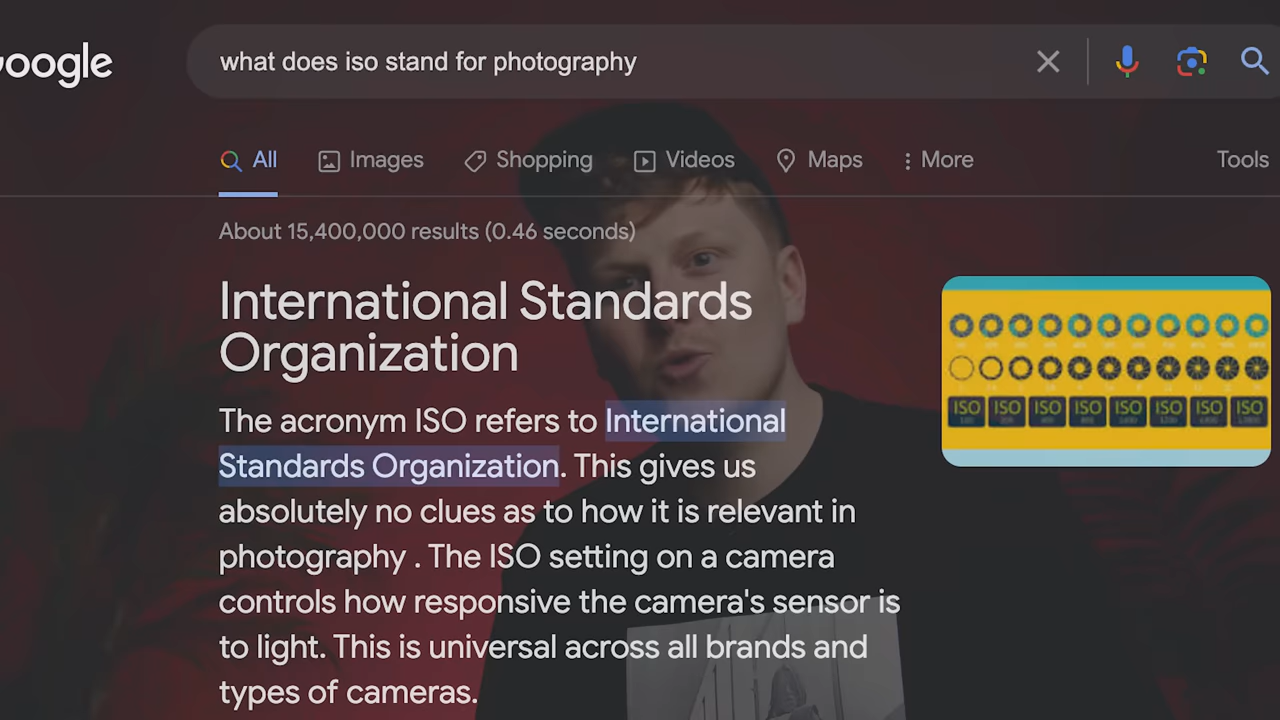 Google
what does iso stand for photography
All Images Shopping Videos Maps More Tools
About 15,400,000 results (0.46 seconds)
International Standards
Organization
The acronym ISO refers to International
Standards Organization. This gives us
absolutely no clues as to how it is relevant in
photography . The ISO setting on a camera
controls how responsive the camera's sensor is
to light. This is universal across all brands and
types of cameras.
ISO ISO ISO ISO ISO ISO ISO ISO